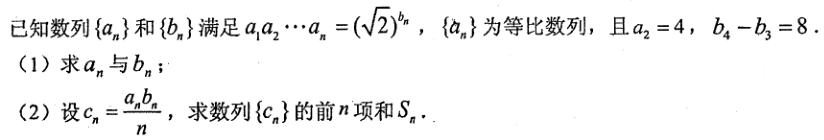 已知数列{aₙ}和{bₙ}满足a₁a₂⋯aₙ=(√2)^{bₙ}，{aₙ}为等比数列，且a₂=4，b₄-b₃=8．
（1）求aₙ与bₙ；
（2）设cₙ=aₙbₙ/n，求数列{cₙ}的前n项和Sₙ．